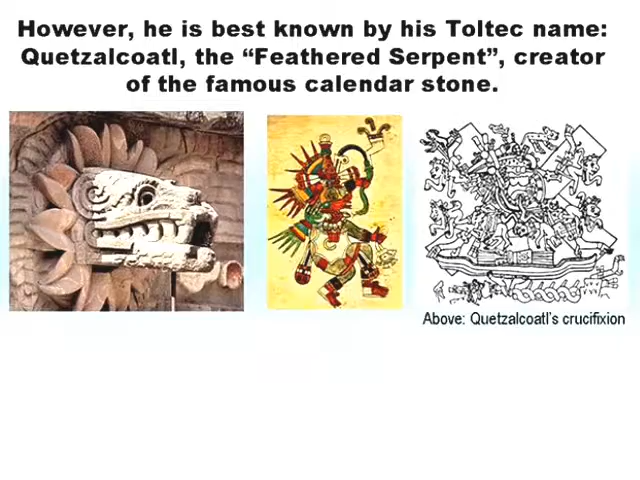 However, he is best known by his Toltec name:
Quetzalcoatl, the “Feathered Serpent”, creator
of the famous calendar stone.
Above: Quetzalcoatl's crucifixion